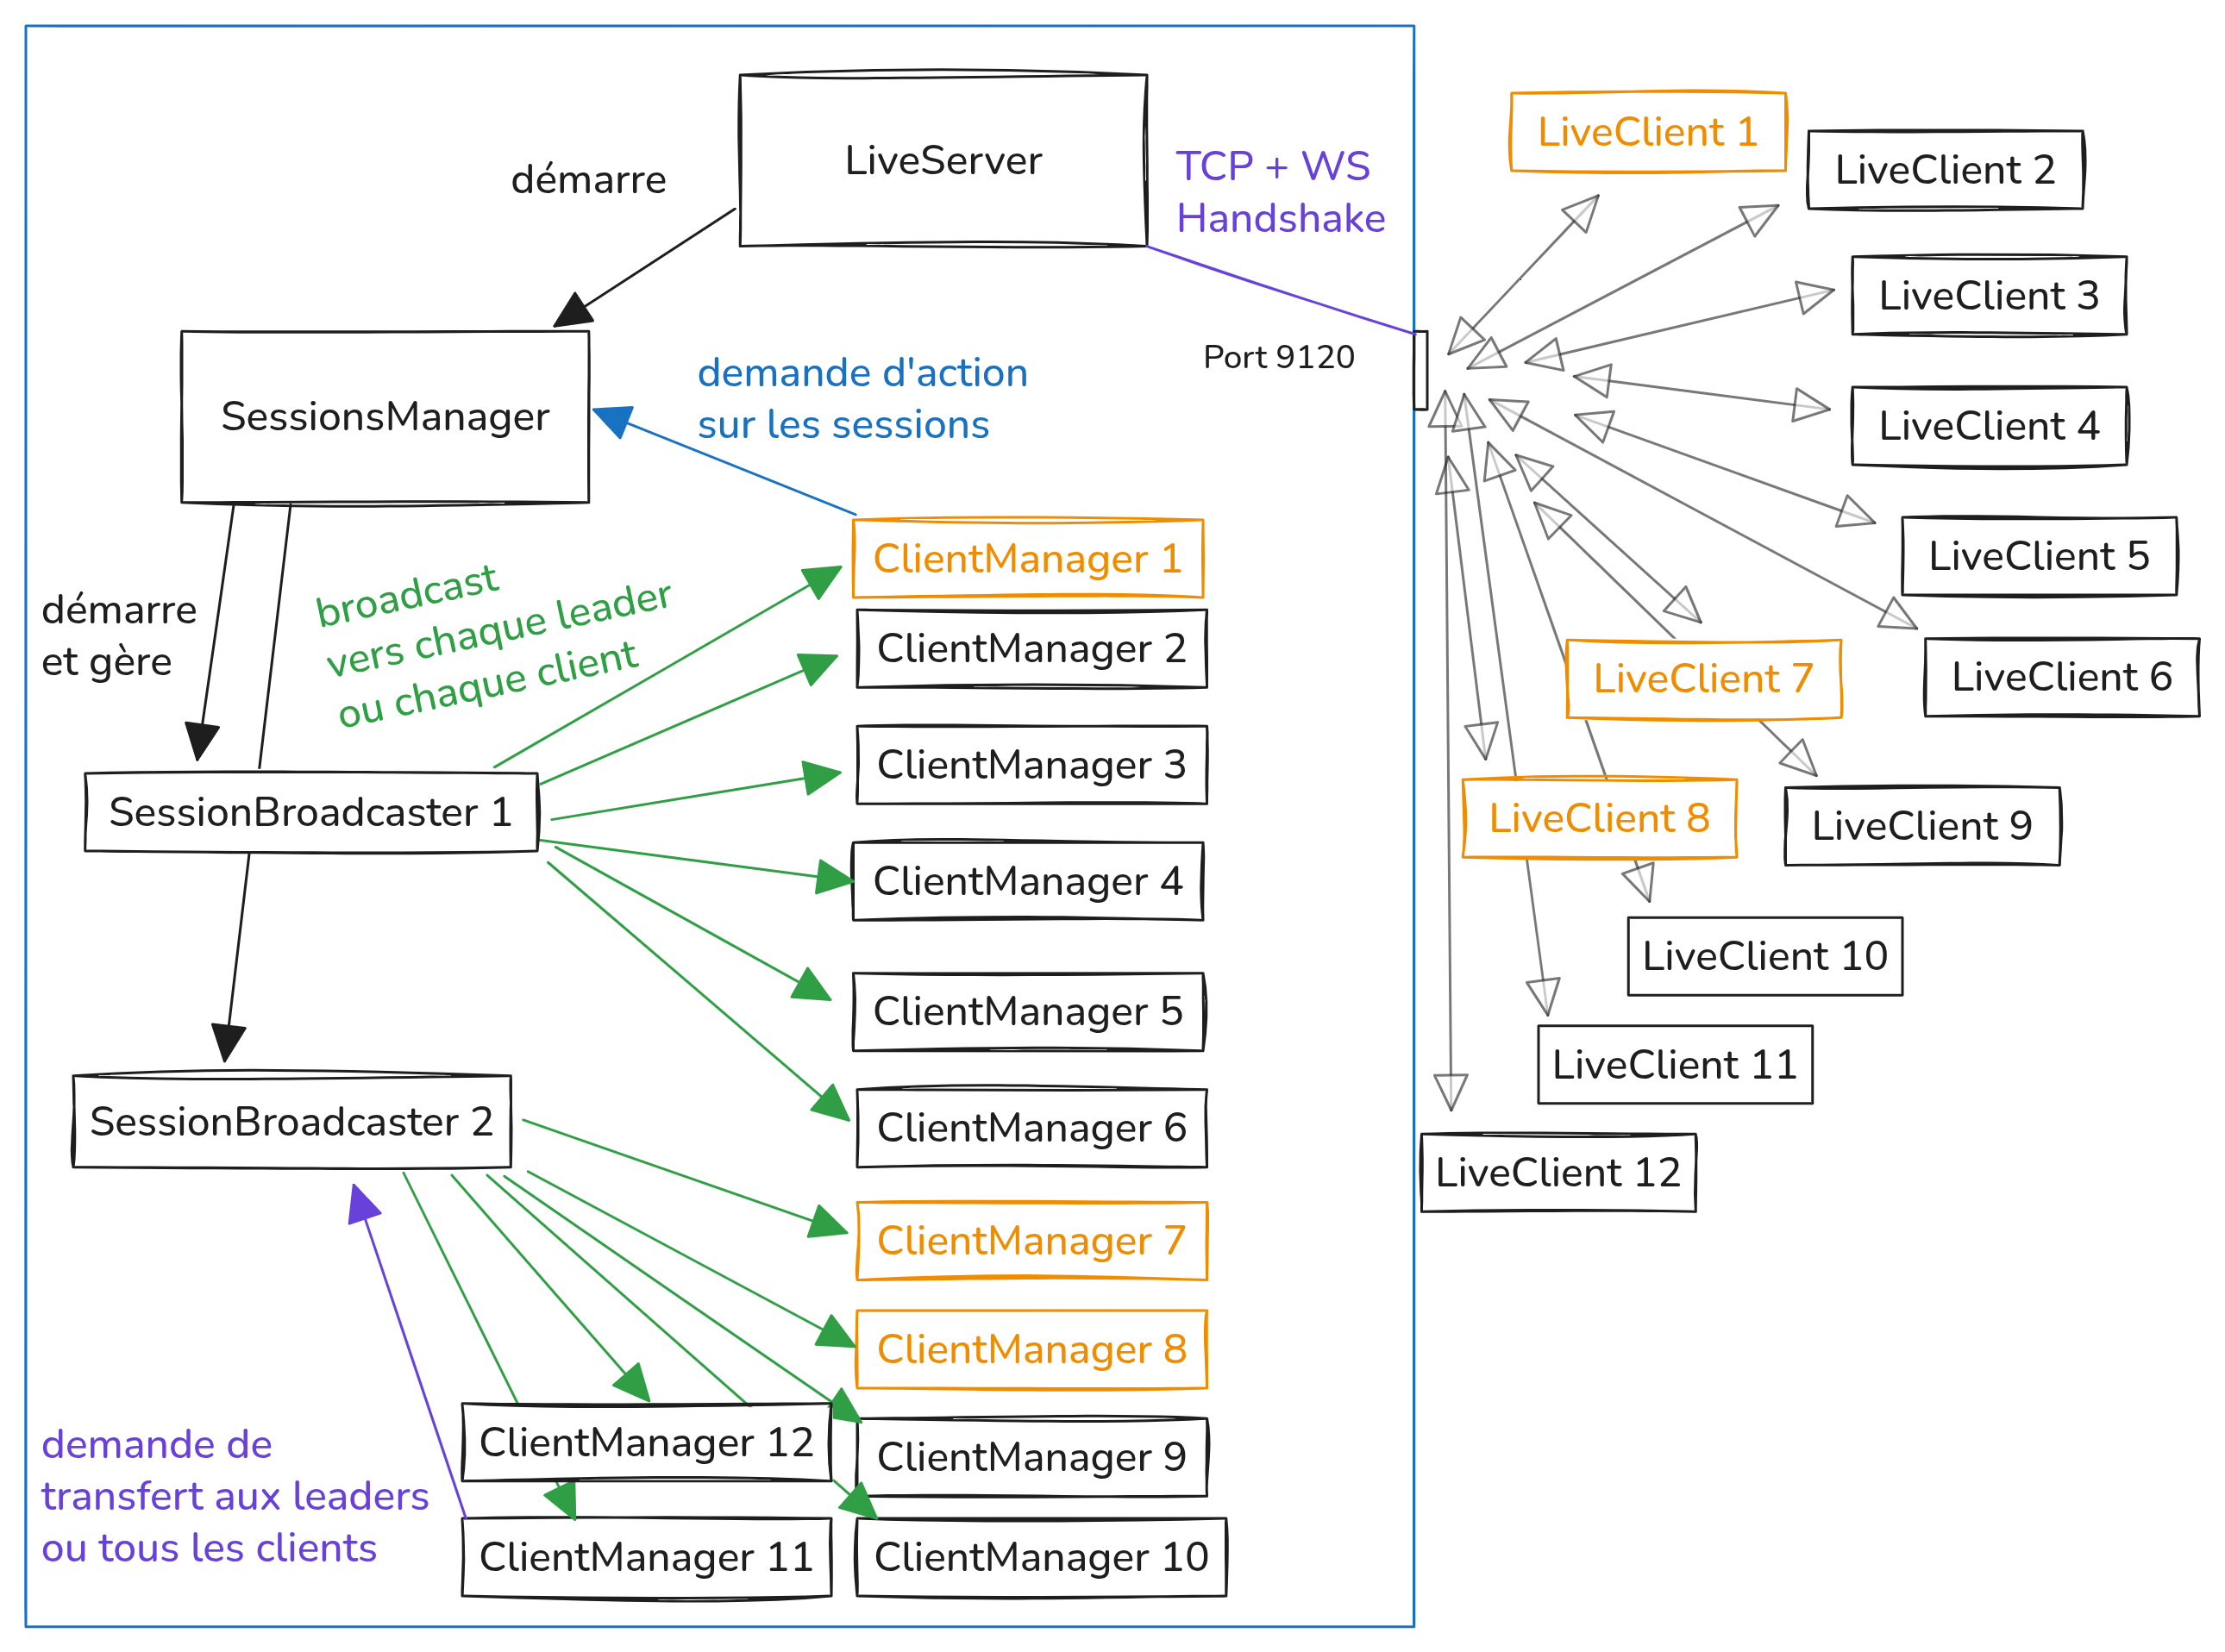 LiveServer
démarre
TCP + WS
Handshake
Port 9120
SessionsManager
demande d'action
sur les sessions
démarre
et gère
broadcast
vers chaque leader
ou chaque client
SessionBroadcaster 1
SessionBroadcaster 2
ClientManager 1
ClientManager 2
ClientManager 3
ClientManager 4
ClientManager 5
ClientManager 6
ClientManager 7
ClientManager 8
ClientManager 9
ClientManager 10
ClientManager 12
ClientManager 11
demande de
transfert aux leaders
ou tous les clients
LiveClient 1
LiveClient 2
LiveClient 3
LiveClient 4
LiveClient 5
LiveClient 6
LiveClient 7
LiveClient 8
LiveClient 9
LiveClient 10
LiveClient 11
LiveClient 12